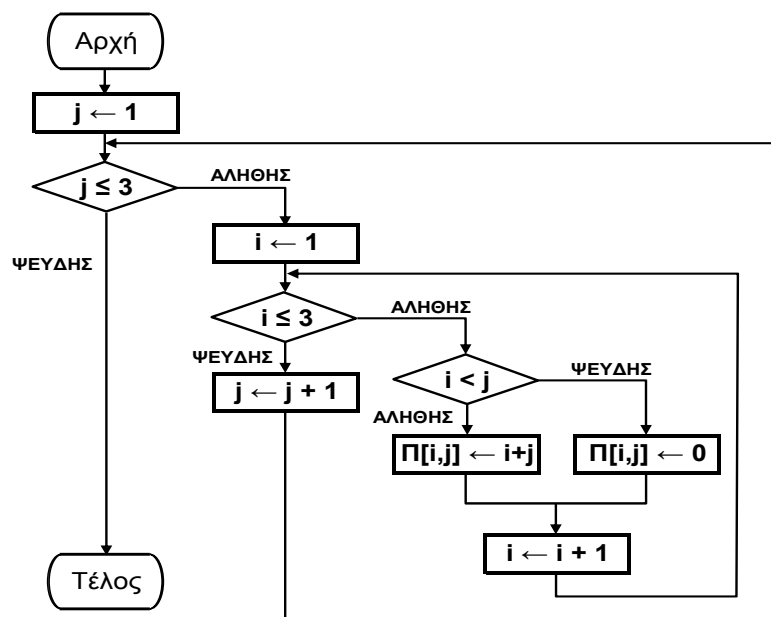 Αρχή
j ← 1
j ≤ 3
ΑΛΗΘΗΣ
i ← 1
ΨΕΥΔΗΣ
i ≤ 3
ΑΛΗΘΗΣ
ΨΕΥΔΗΣ
j ← j + 1
i < j
ΨΕΥΔΗΣ
ΑΛΗΘΗΣ
Π[i,j] ← i+j
Π[i,j] ← 0
i ← i + 1
Τέλος